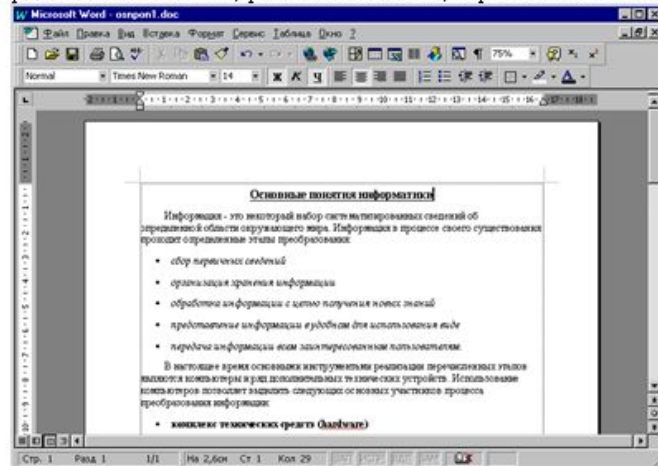 Microsoft Word - osnpon1.doc
Файл Правка Вид Вставка Формат Сервис Таблица Окно ?
75%
Normal Times New Roman 14 Ж К Ч
Основные понятия информатики
Информация - это некоторый набор систематизированных сведений об
определенной области окружающего мира. Информация в процессе своего существования
проходит определенные этапы преобразования:
• сбор первичных сведений
• организация хранения информации
• обработка информации с целью получения новых знаний
• представление информации в удобном для использования виде
• передача информации всем заинтересованным пользователям.
В настоящее время основными инструментами реализации перечисленных этапов
являются компьютеры и ряд дополнительных технических устройств. Использование
компьютеров позволяет выделить следующих основных участников процесса
преобразования информации:
• комплекс технических средств (hardware)
Стр. 1 Разд 1 1/1 На 2,6см Ст 1 Кол 29